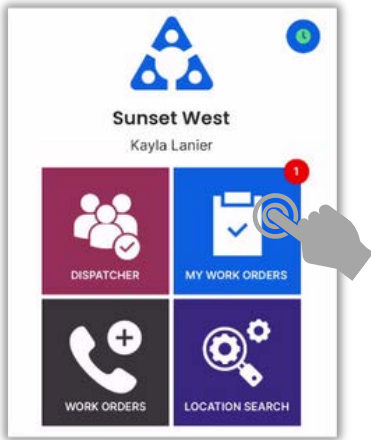 Sunset West
Kayla Lanier
1
DISPATCHER
MY WORK ORDERS
WORK ORDERS
LOCATION SEARCH